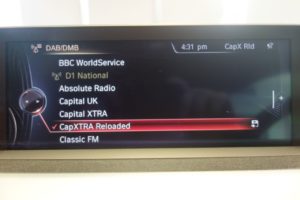 DAB/DMB 4:31 pm CapX Rld
BBC WorldService
D1 National
Absolute Radio
Capital UK
Capital XTRA
CapXTRA Reloaded
Classic FM